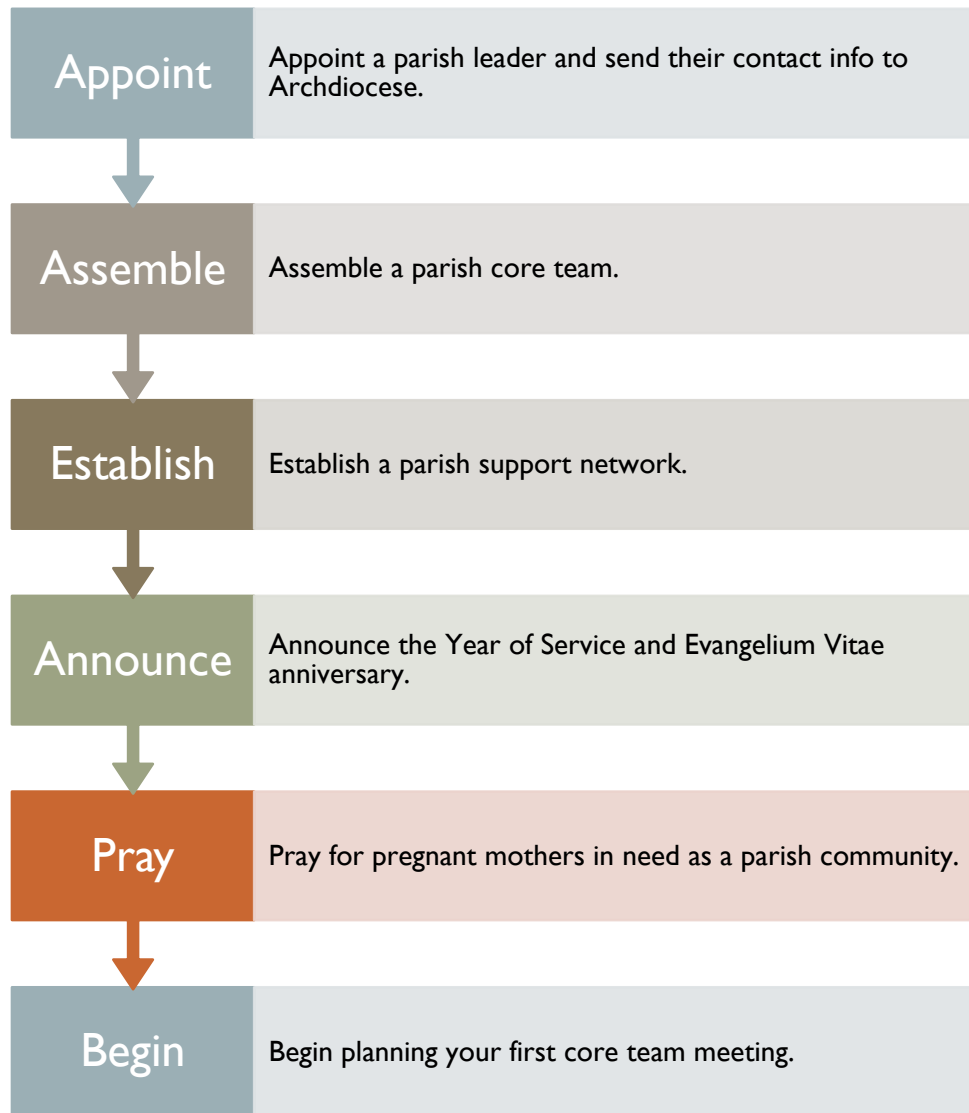 Appoint
Appoint a parish leader and send their contact info to
Archdiocese.
Assemble
Assemble a parish core team.
Establish
Establish a parish support network.
Announce
Announce the Year of Service and Evangelium Vitae
anniversary.
Pray
Pray for pregnant mothers in need as a parish community.
Begin
Begin planning your first core team meeting.